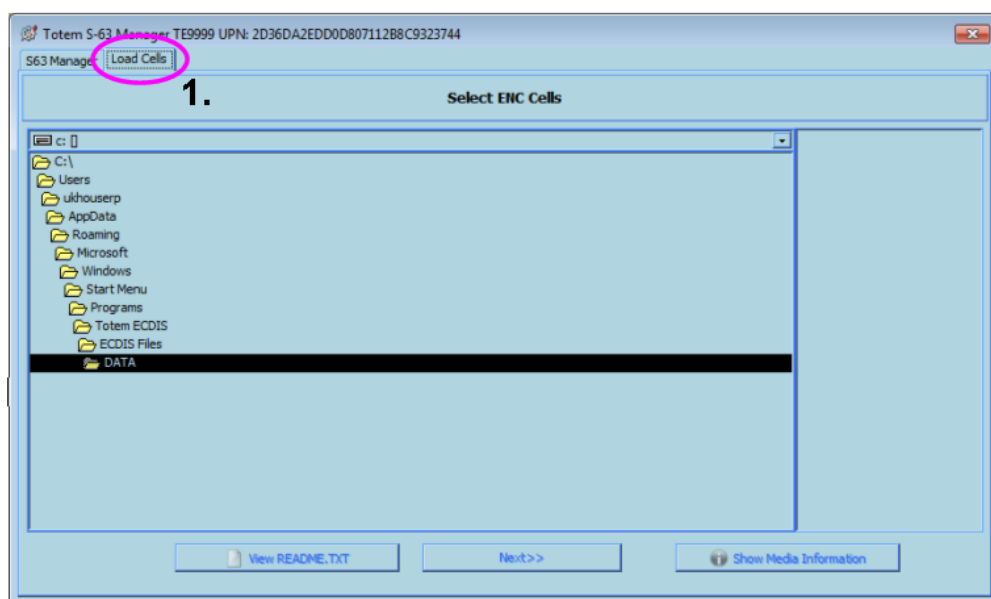 Totem S-63 Manager TE9999 UPN: 2D36DA2EDD0D807112B8C9323744
S63 Manager Load Cells
1.
Select ENC Cells
c: []
C:\
Users
ukhouserp
AppData
Roaming
Microsoft
Windows
Start Menu
Programs
Totem ECDIS
ECDIS Files
DATA
View README.TXT Next>> Show Media Information